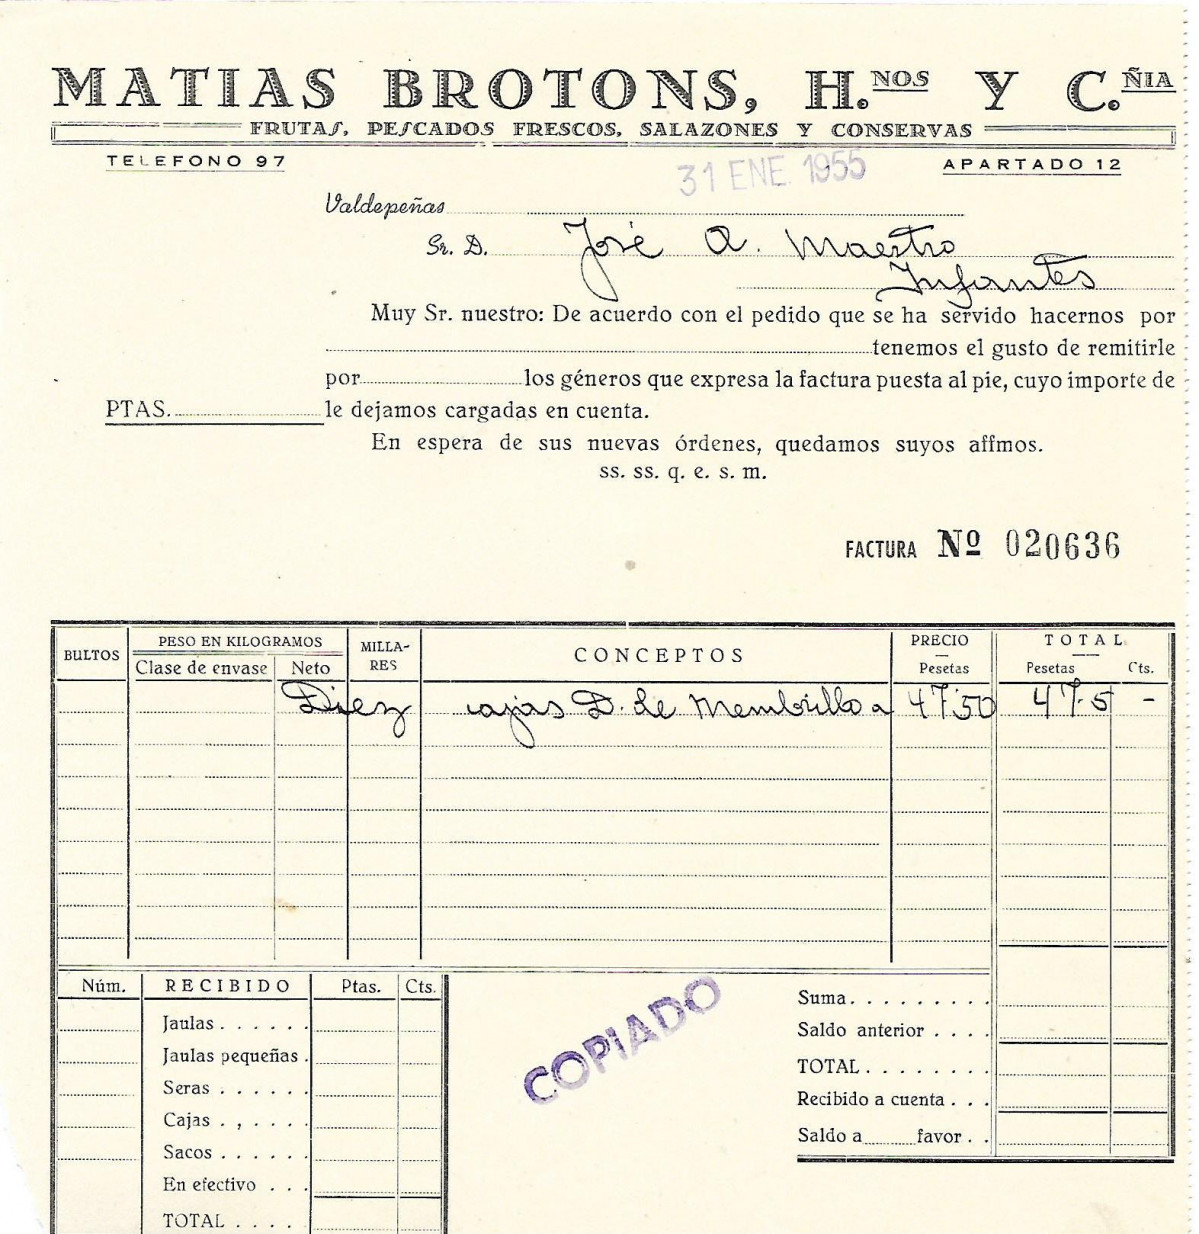 MATIAS BROTONS, H.NOS Y C.ÑIA
FRUTAS, PESCADOS FRESCOS, SALAZONES Y CONSERVAS
TELEFONO 97
APARTADO 12
31 ENE. 1955
Valdepeñas
Sr. D. José A. Maestro
Infantes
Muy Sr. nuestro: De acuerdo con el pedido que se ha servido hacernos por
tenemos el gusto de remitirle
por los géneros que expresa la factura puesta al pie, cuyo importe de
PTAS. le dejamos cargadas en cuenta.
En espera de sus nuevas órdenes, quedamos suyos affmos.
ss. ss. q. e. s. m.
FACTURA Nº 020636
BULTOS PESO EN KILOGRAMOS MILLA- CONCEPTOS PRECIO TOTAL
Clase de envase Neto RES Pesetas Pesetas Cts.
Diez cajas D. de Membrillo a 47'50 475 -
Núm. RECIBIDO Ptas. Cts.
Jaulas . . . . . .
Jaulas pequeñas .
Seras . . . . . .
Cajas . , . . . .
Sacos . . . . . .
En efectivo . . .
TOTAL . . . .
COPIADO
Suma. . . . . . . . .
Saldo anterior . . . .
TOTAL. . . . . . . .
Recibido a cuenta . . .
Saldo a favor . .